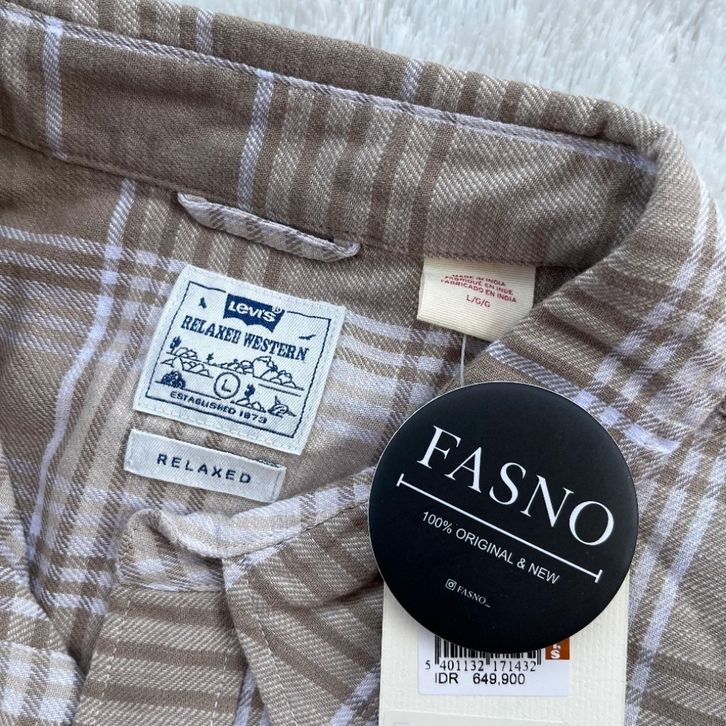 Levi's
RELAXED WESTERN
L
ESTABLISHED 1873
RELAXED
MADE IN INDIA
FABRIQUÉ EN INDE
FABRICADO EN INDIA
L/G/G
FASNO
100% ORIGINAL & NEW
FASNO_
5 401132 171432
IDR 649.900